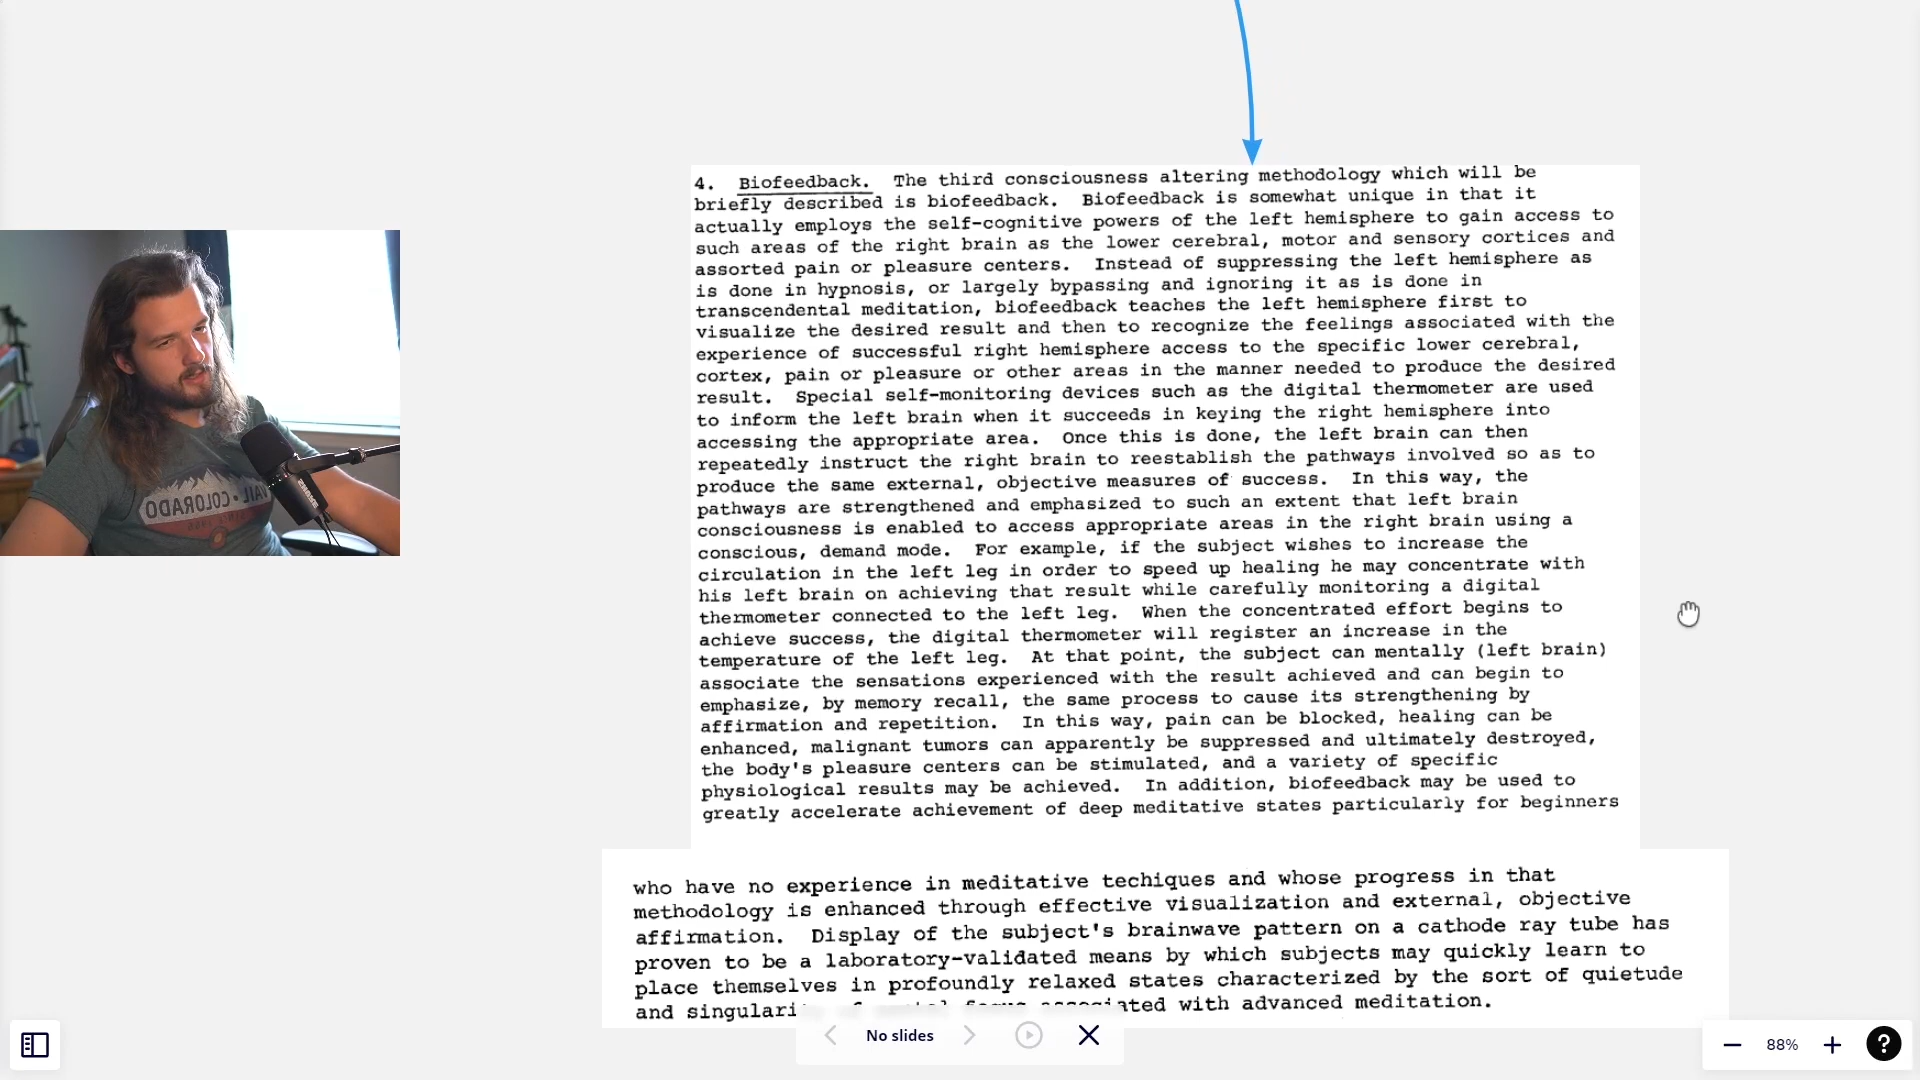 4. Biofeedback. The third consciousness altering methodology which will be
briefly described is biofeedback. Biofeedback is somewhat unique in that it
actually employs the self-cognitive powers of the left hemisphere to gain access to
such areas of the right brain as the lower cerebral, motor and sensory cortices and
assorted pain or pleasure centers. Instead of suppressing the left hemisphere as
is done in hypnosis, or largely bypassing and ignoring it as is done in
transcendental meditation, biofeedback teaches the left hemisphere first to
visualize the desired result and then to recognize the feelings associated with the
experience of successful right hemisphere access to the specific lower cerebral,
cortex, pain or pleasure or other areas in the manner needed to produce the desired
result. Special self-monitoring devices such as the digital thermometer are used
to inform the left brain when it succeeds in keying the right hemisphere into
accessing the appropriate area. Once this is done, the left brain can then
repeatedly instruct the right brain to reestablish the pathways involved so as to
produce the same external, objective measures of success. In this way, the
pathways are strengthened and emphasized to such an extent that left brain
consciousness is enabled to access appropriate areas in the right brain using a
conscious, demand mode. For example, if the subject wishes to increase the
circulation in the left leg in order to speed up healing he may concentrate with
his left brain on achieving that result while carefully monitoring a digital
thermometer connected to the left leg. When the concentrated effort begins to
achieve success, the digital thermometer will register an increase in the
temperature of the left leg. At that point, the subject can mentally (left brain)
associate the sensations experienced with the result achieved and can begin to
emphasize, by memory recall, the same process to cause its strengthening by
affirmation and repetition. In this way, pain can be blocked, healing can be
enhanced, malignant tumors can apparently be suppressed and ultimately destroyed,
the body's pleasure centers can be stimulated, and a variety of specific
physiological results may be achieved. In addition, biofeedback may be used to
greatly accelerate achievement of deep meditative states particularly for beginners
who have no experience in meditative techiques and whose progress in that
methodology is enhanced through effective visualization and external, objective
affirmation. Display of the subject's brainwave pattern on a cathode ray tube has
proven to be a laboratory-validated means by which subjects may quickly learn to
place themselves in profoundly relaxed states characterized by the sort of quietude
and with advanced meditation.
VAIL • COLORADO
No slides
88%
?